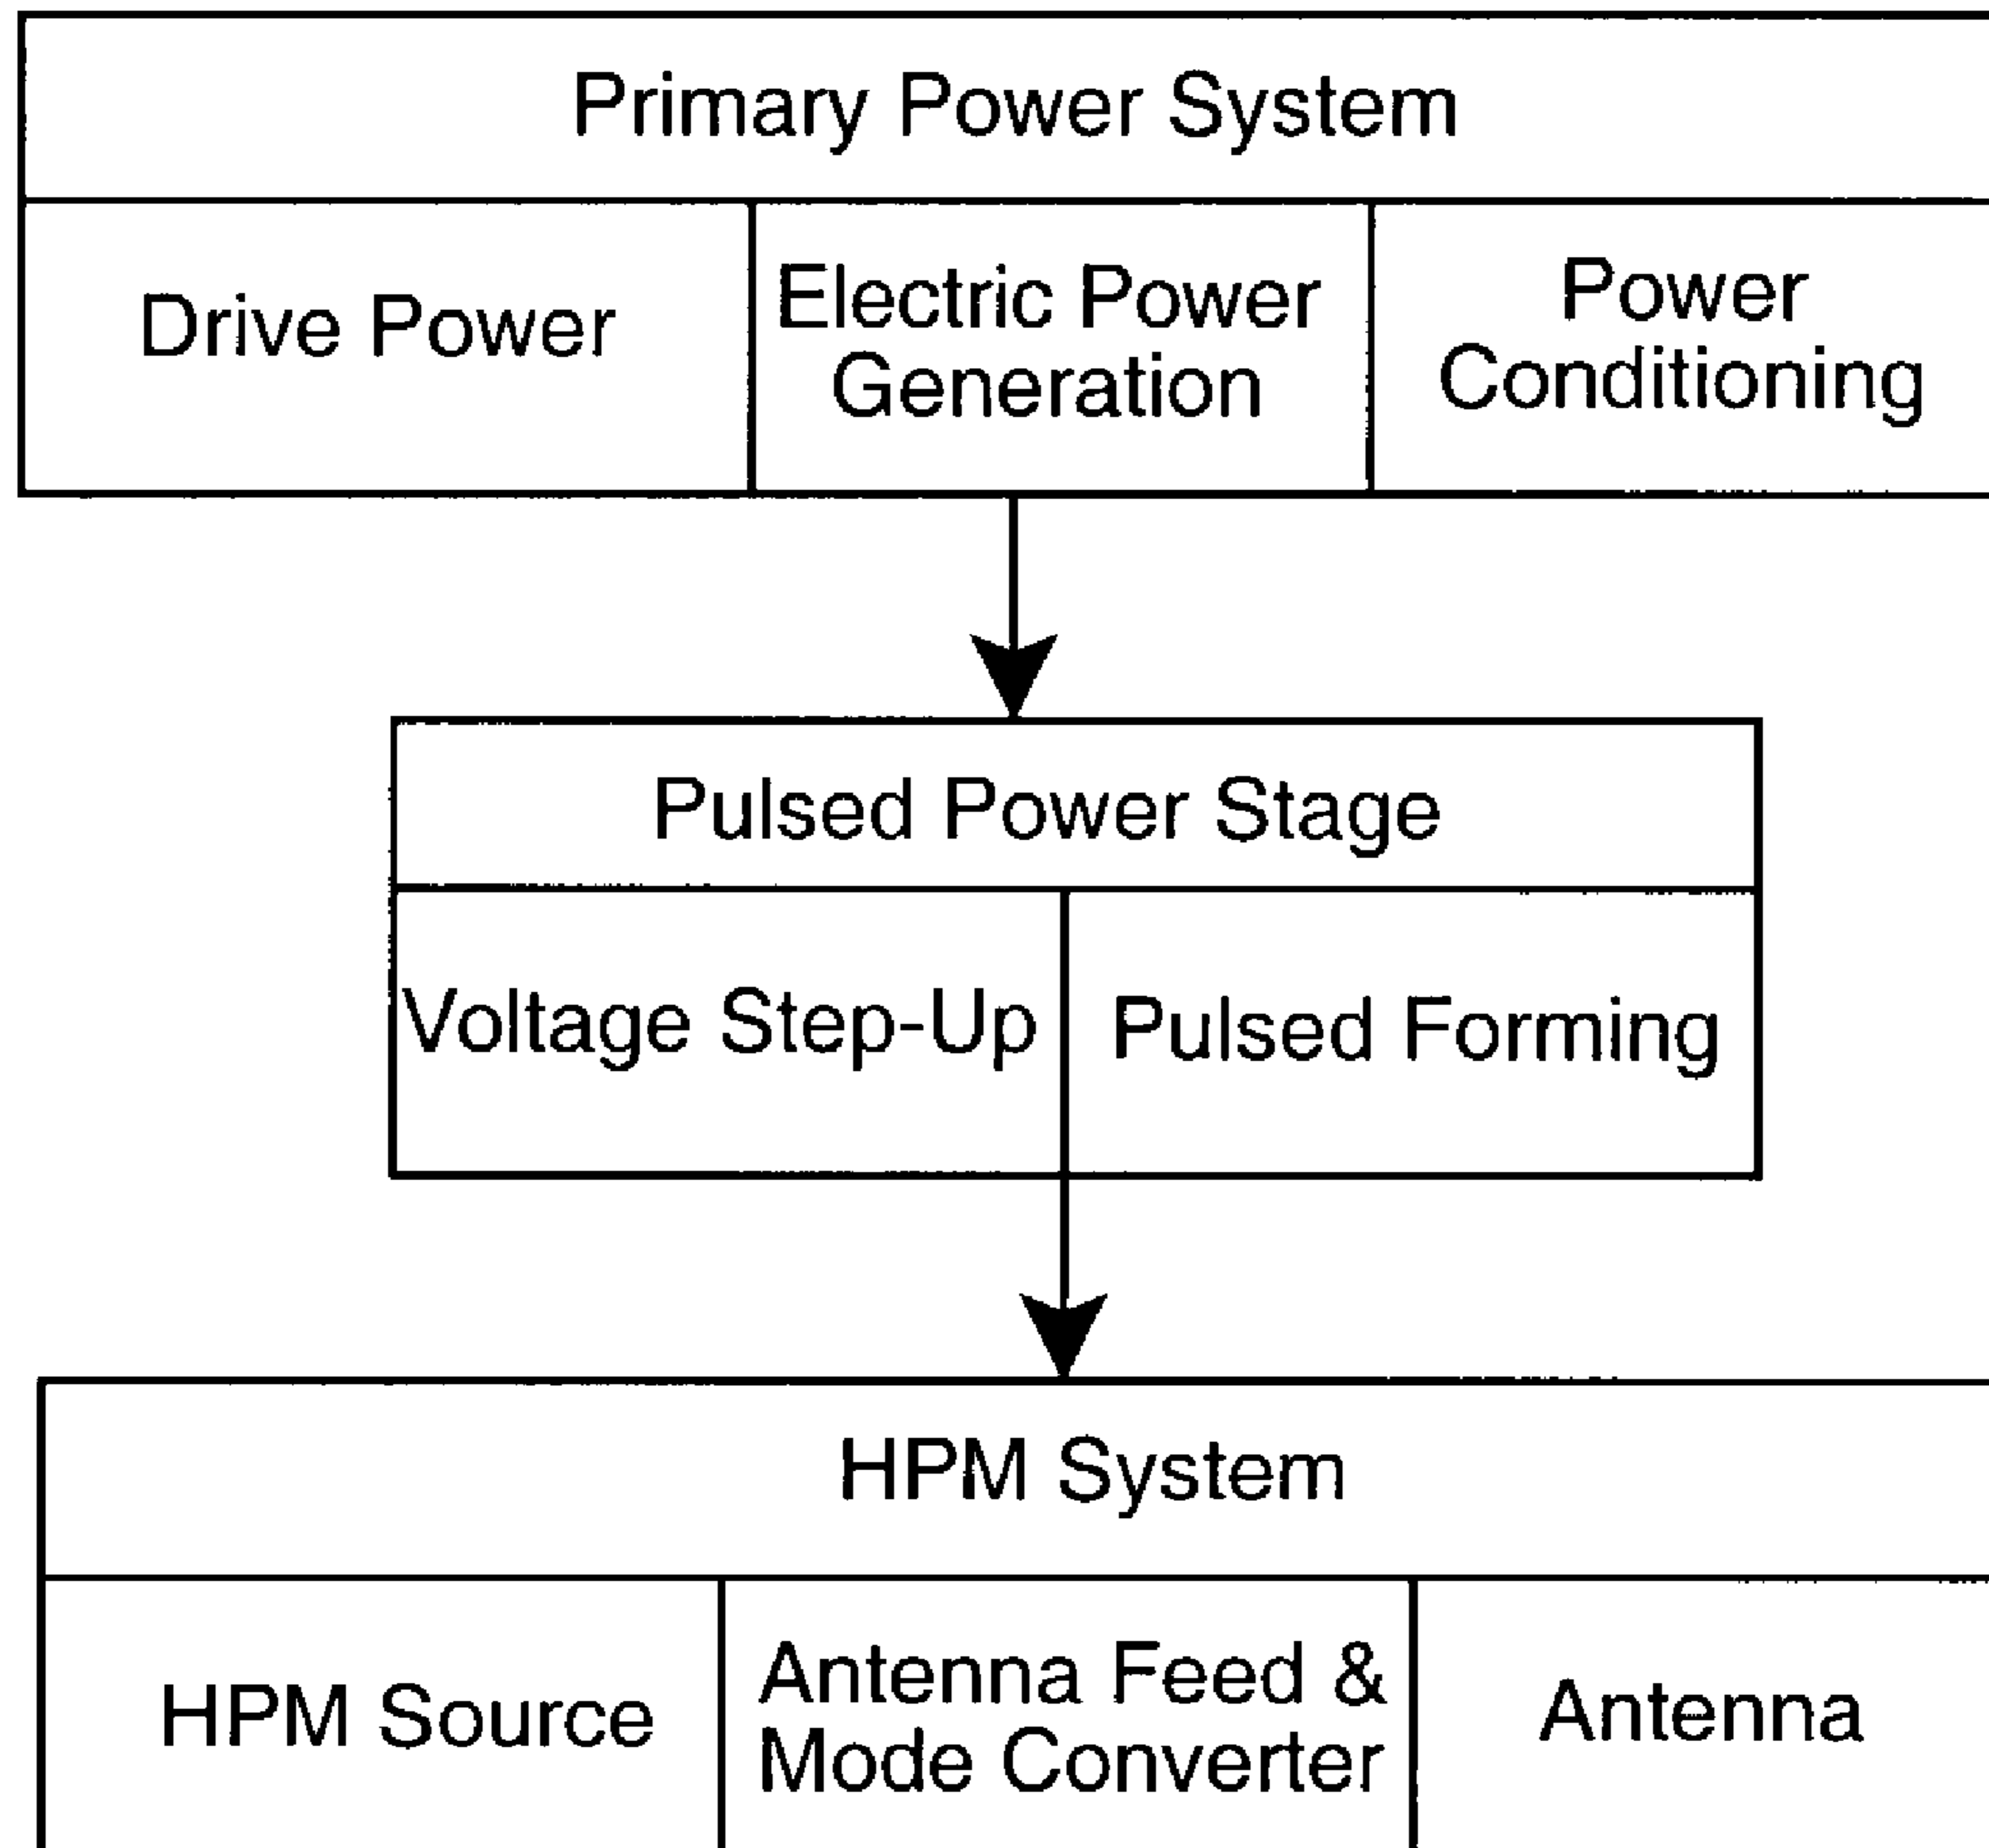 Primary Power System
Drive Power
Electric Power
Generation
Power
Conditioning
Pulsed Power Stage
Voltage Step-Up
Pulsed Forming
HPM System
HPM Source
Antenna Feed &
Mode Converter
Antenna